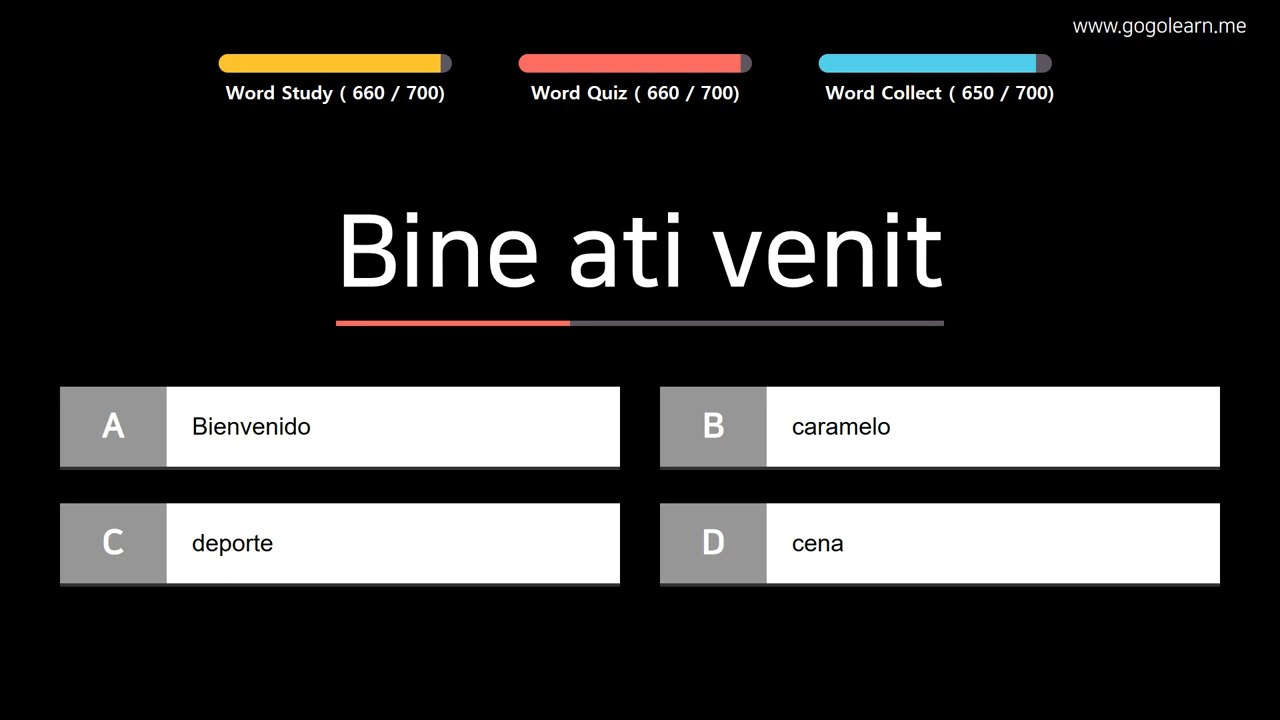 www.gogolearn.me
Word Study ( 660 / 700)
Word Quiz ( 660 / 700)
Word Collect ( 650 / 700)
Bine ati venit
A
Bienvenido
B
caramelo
C
deporte
D
cena